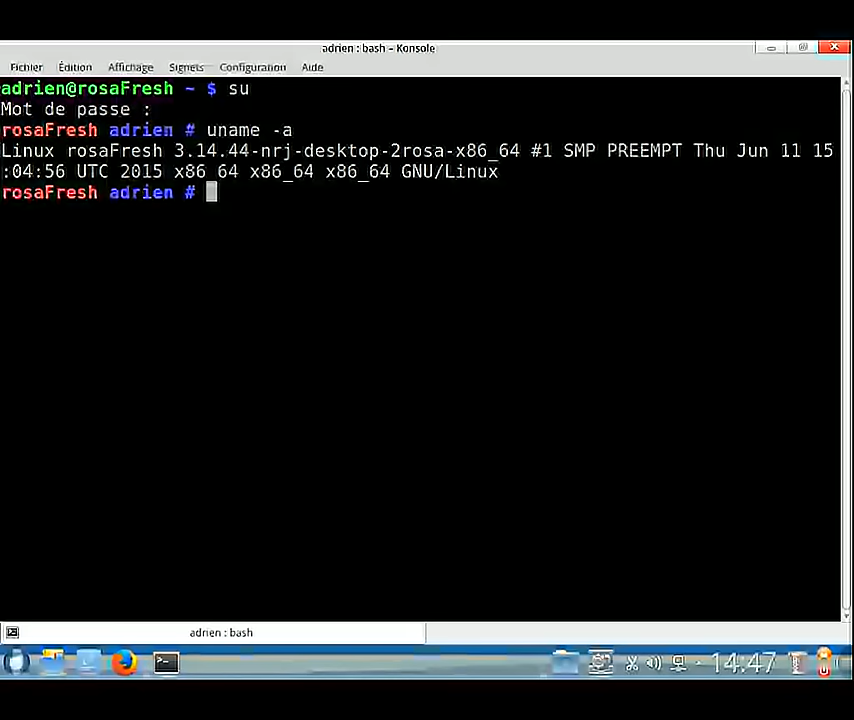 adrien : bash – Konsole
Fichier Édition Affichage Signets Configuration Aide
adrien@rosaFresh ~ $ su
Mot de passe :
rosaFresh adrien # uname -a
Linux rosaFresh 3.14.44-nrj-desktop-2rosa-x86_64 #1 SMP PREEMPT Thu Jun 11 15
:04:56 UTC 2015 x86_64 x86_64 x86_64 GNU/Linux
rosaFresh adrien #
adrien : bash
14:47